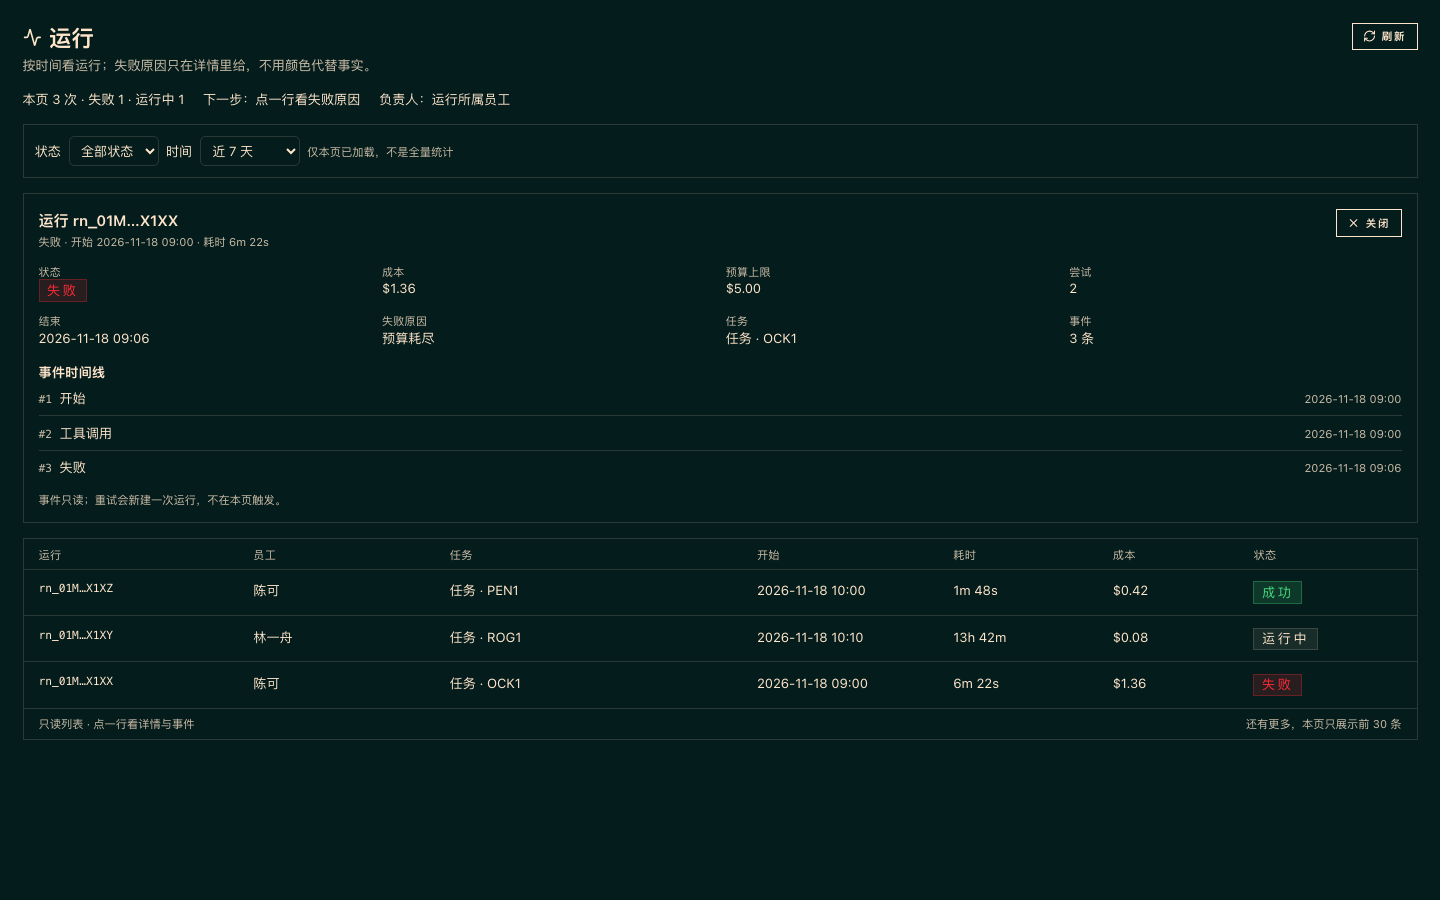 运行
刷新
按时间看运行；失败原因只在详情里给，不用颜色代替事实。
本页 3 次 · 失败 1 · 运行中 1 下一步：点一行看失败原因 负责人：运行所属员工
状态 全部状态 时间 近 7 天 仅本页已加载，不是全量统计
运行 rn_01M…X1XX
关闭
失败 · 开始 2026-11-18 09:00 · 耗时 6m 22s
状态 成本 预算上限 尝试
失败 $1.36 $5.00 2
结束 失败原因 任务 事件
2026-11-18 09:06 预算耗尽 任务 · OCK1 3 条
事件时间线
#1 开始 2026-11-18 09:00
#2 工具调用 2026-11-18 09:00
#3 失败 2026-11-18 09:06
事件只读；重试会新建一次运行，不在本页触发。
运行 员工 任务 开始 耗时 成本 状态
rn_01M…X1XZ 陈可 任务 · PEN1 2026-11-18 10:00 1m 48s $0.42 成功
rn_01M…X1XY 林一舟 任务 · ROG1 2026-11-18 10:10 13h 42m $0.08 运行中
rn_01M…X1XX 陈可 任务 · OCK1 2026-11-18 09:00 6m 22s $1.36 失败
只读列表 · 点一行看详情与事件 还有更多，本页只展示前 30 条